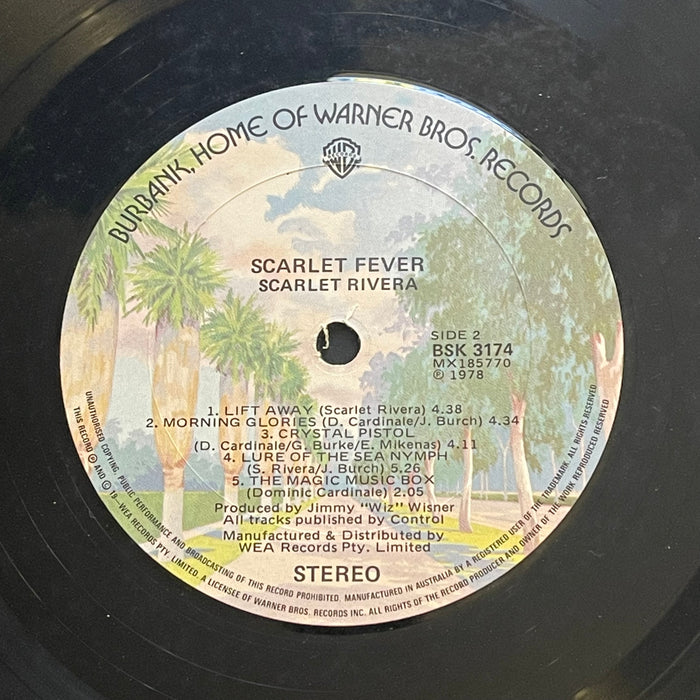 BURBANK, HOME OF WARNER BROS. RECORDS
SCARLET FEVER
SCARLET RIVERA
SIDE 2
BSK 3174
MX185770
℗ 1978
1. LIFT AWAY (Scarlet Rivera) 4.38
2. MORNING GLORIES (D. Cardinale/J. Burch) 4.34
3. CRYSTAL PISTOL
(D. Cardinale/G. Burke/E. Mikenas) 4.11
4. LURE OF THE SEA NYMPH
(S. Rivera/J. Burch) 5.26
5. THE MAGIC MUSIC BOX
(Dominic Cardinale) 2.05
Produced by Jimmy "Wiz" Wisner
All tracks published by Control
Manufactured & Distributed by
WEA Records Pty. Limited
STEREO
UNAUTHORISED COPYING, PUBLIC PERFORMANCE AND BROADCASTING OF THIS RECORD PROHIBITED. MANUFACTURED IN AUSTRALIA BY A REGISTERED USER OF THE TRADEMARK. ALL RIGHTS RESERVED
THIS RECORD ℗ AND © 19—WEA RECORDS PTY. LIMITED. A LICENSEE OF WARNER BROS. RECORDS INC. ALL RIGHTS OF THE RECORD PRODUCER AND OWNER OF THE WORK REPRODUCED RESERVED